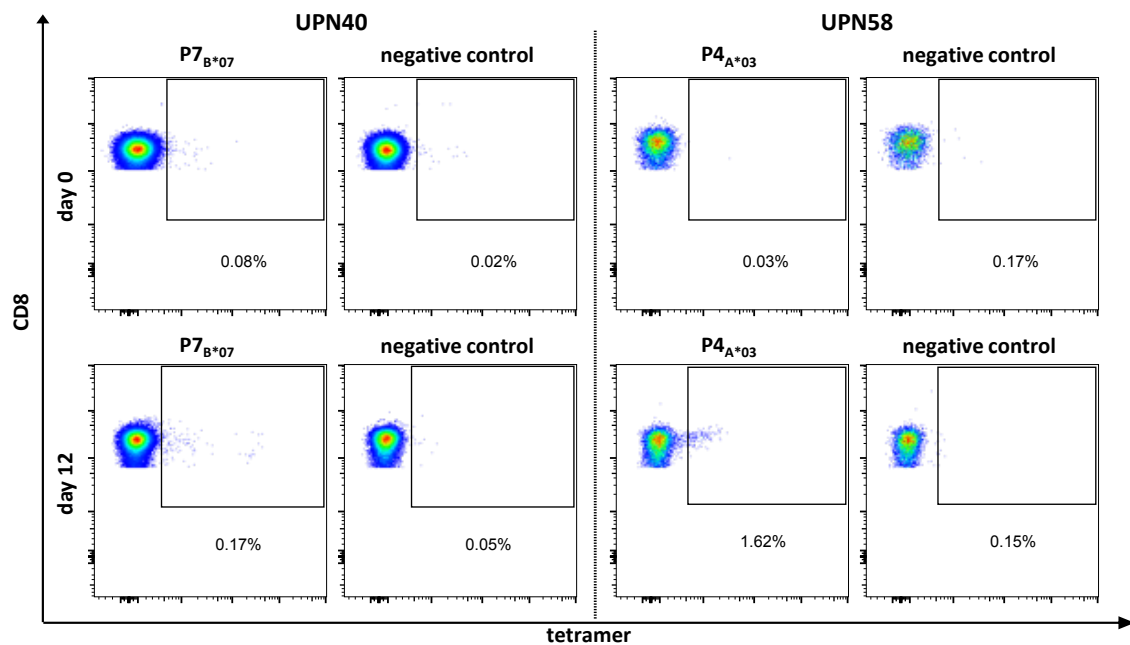 UPN40
UPN58
P7B*07
negative control
P4A*03
negative control
day 0
0.08%
0.02%
0.03%
0.17%
CD8
P7B*07
negative control
P4A*03
negative control
day 12
0.17%
0.05%
1.62%
0.15%
tetramer